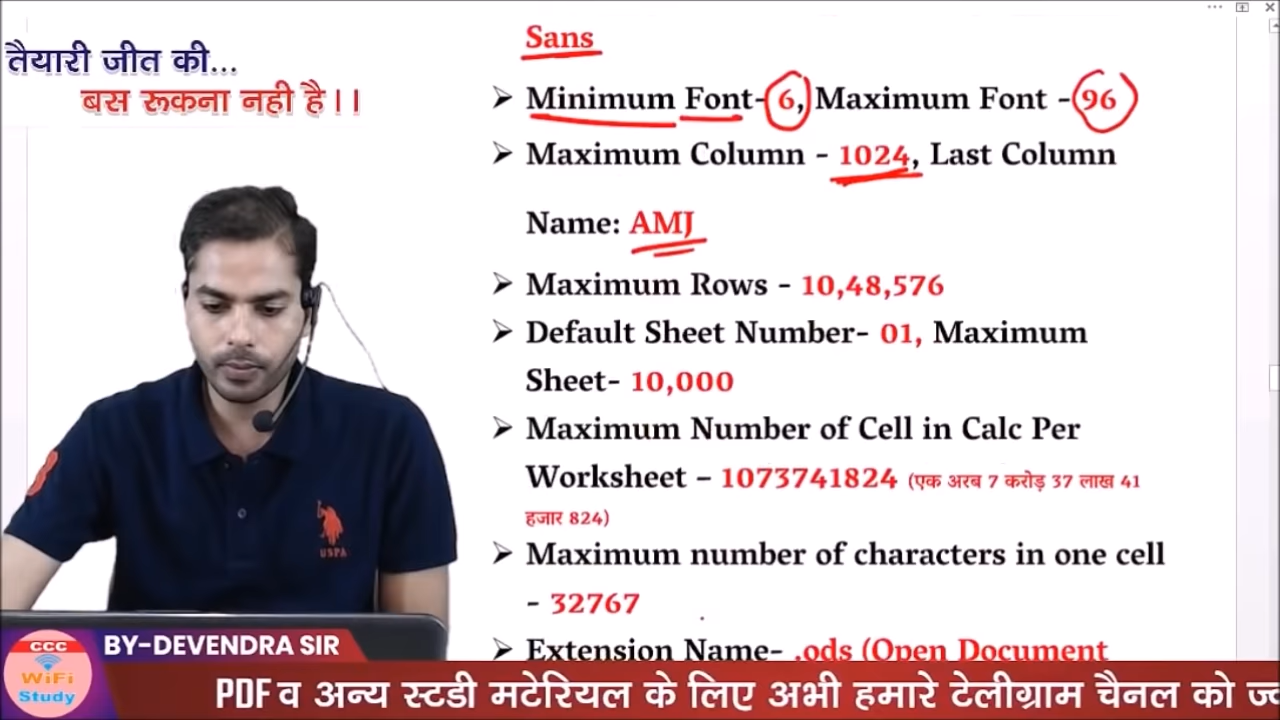 तैयारी जीत की...
बस रूकना नही है।।
Sans
➢ Minimum Font- 6, Maximum Font - 96
➢ Maximum Column - 1024, Last Column
Name: AMJ
➢ Maximum Rows - 10,48,576
➢ Default Sheet Number- 01, Maximum
Sheet- 10,000
➢ Maximum Number of Cell in Calc Per
Worksheet – 1073741824 (एक अरब 7 करोड़ 37 लाख 41
हजार 824)
➢ Maximum number of characters in one cell
- 32767
➢ Extension Name- .ods (Open Document
USPA
BY-DEVENDRA SIR
CCC
WiFi
Study
PDF व अन्य स्टडी मटेरियल के लिए अभी हमारे टेलीग्राम चैनल को